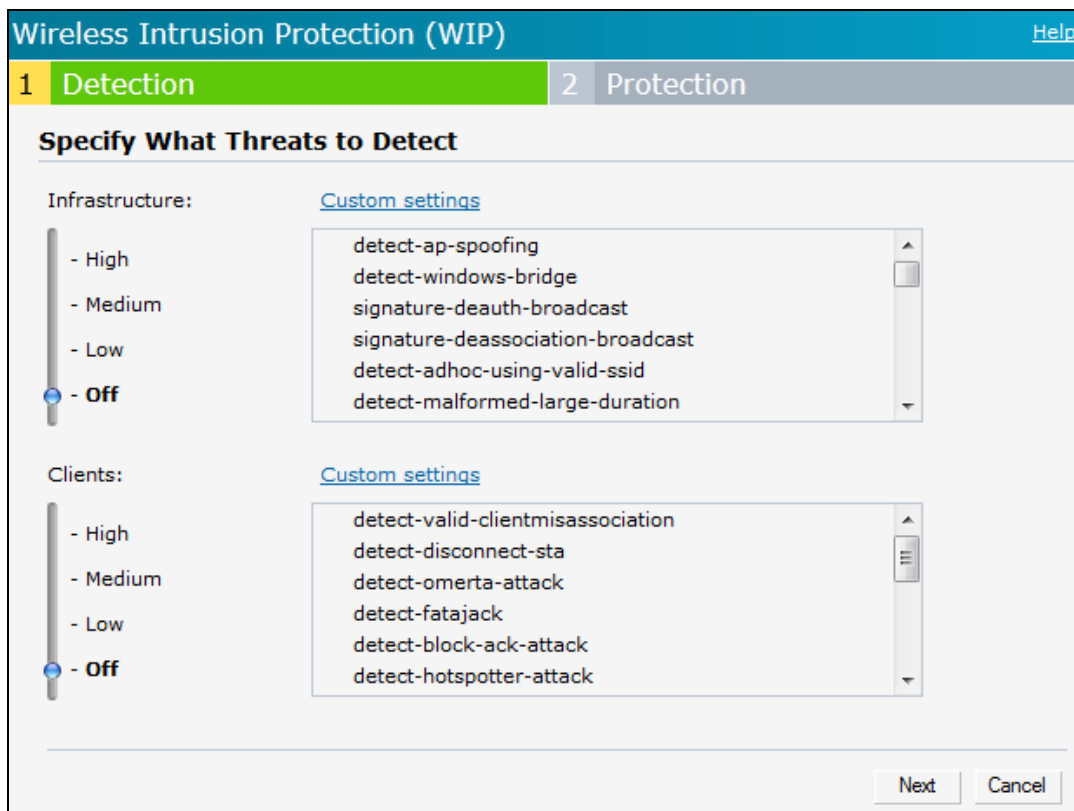 Wireless Intrusion Protection (WIP) Help
1 Detection 2 Protection
Specify What Threats to Detect
Infrastructure: Custom settings
- High
- Medium
- Low
- Off
detect-ap-spoofing
detect-windows-bridge
signature-deauth-broadcast
signature-deassociation-broadcast
detect-adhoc-using-valid-ssid
detect-malformed-large-duration
Clients: Custom settings
- High
- Medium
- Low
- Off
detect-valid-clientmisassociation
detect-disconnect-sta
detect-omerta-attack
detect-fatajack
detect-block-ack-attack
detect-hotspotter-attack
Next Cancel